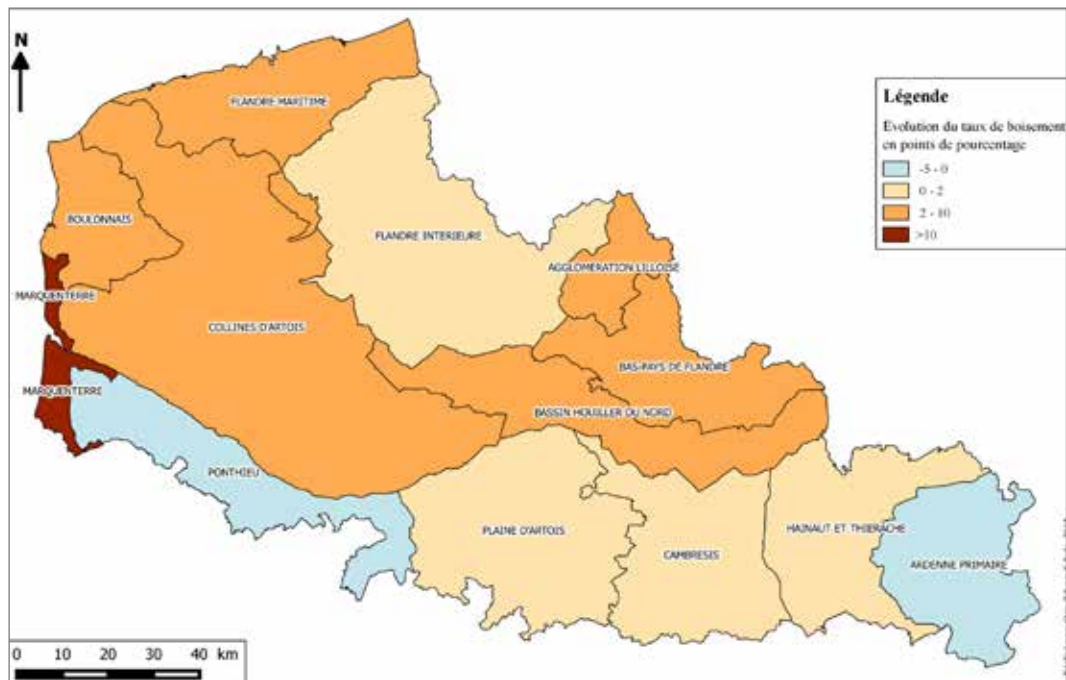 N
FLANDRE MARITIME
Légende
Evolution du taux de boisement
en points de pourcentage
-5 - 0
0 - 2
2 - 10
>10
BOULONNAIS
FLANDRE INTERIEURE
AGGLOMERATION LILLOISE
MARQUENTERRE
COLLINES D'ARTOIS
BAS-PAYS DE FLANDRE
MARQUENTERRE
BASSIN HOUILLER DU NORD
PONTHIEU
PLAINE D'ARTOIS
CAMBRESIS
HAINAUT ET THIERACHE
ARDENNE PRIMAIRE
0 10 20 30 40 km